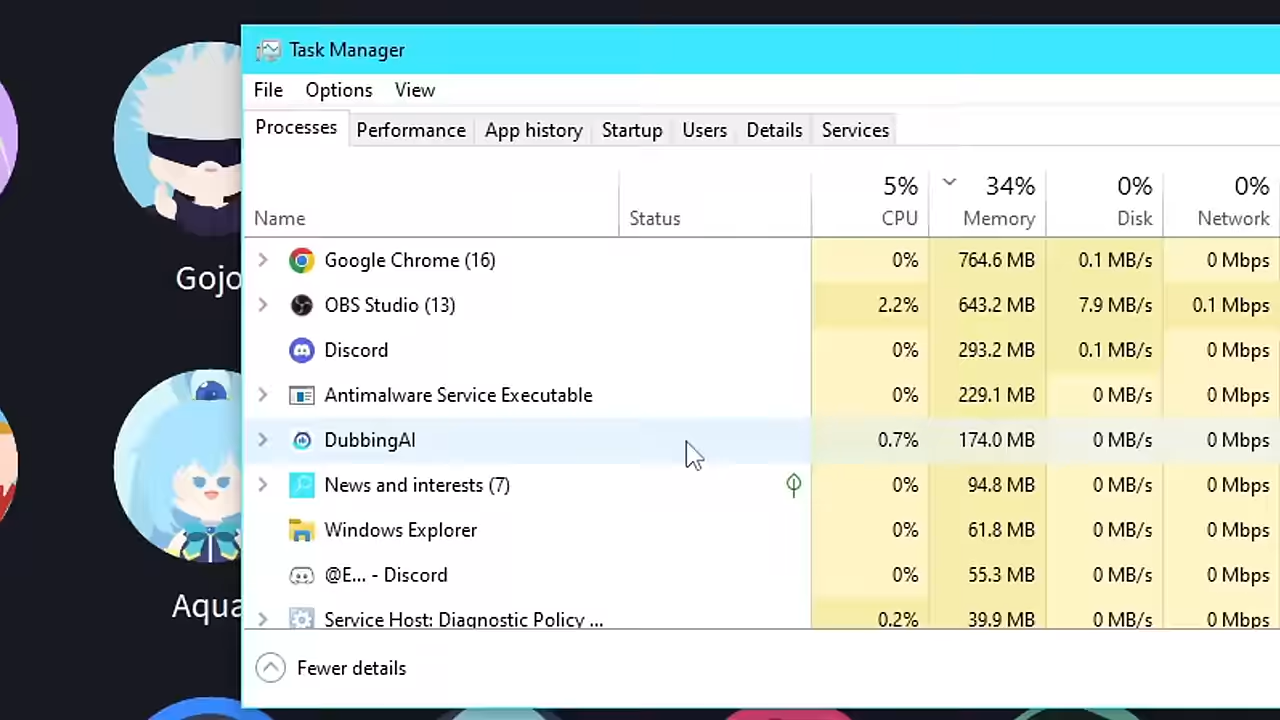 Task Manager
File Options View
Processes Performance App history Startup Users Details Services
5% 34% 0% 0%
Name Status CPU Memory Disk Network
Google Chrome (16) 0% 764.6 MB 0.1 MB/s 0 Mbps
OBS Studio (13) 2.2% 643.2 MB 7.9 MB/s 0.1 Mbps
Discord 0% 293.2 MB 0.1 MB/s 0 Mbps
Antimalware Service Executable 0% 229.1 MB 0 MB/s 0 Mbps
DubbingAI 0.7% 174.0 MB 0 MB/s 0 Mbps
News and interests (7) 0% 94.8 MB 0 MB/s 0 Mbps
Windows Explorer 0% 61.8 MB 0 MB/s 0 Mbps
@E... - Discord 0% 55.3 MB 0 MB/s 0 Mbps
Service Host: Diagnostic Policy ... 0.2% 39.9 MB 0 MB/s 0 Mbps
Fewer details
Gojo
Aqua